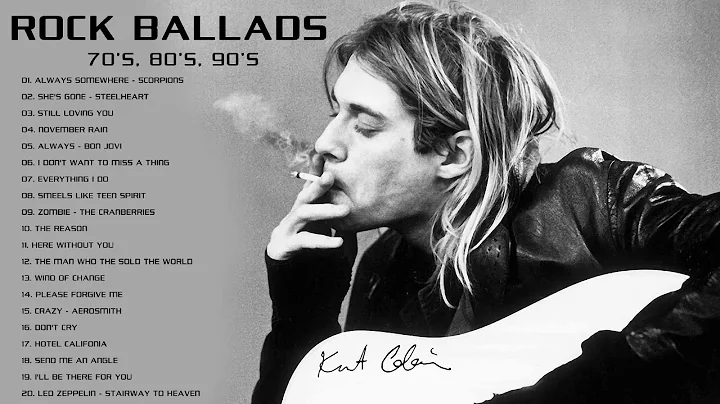 ROCK BALLADS
70'S, 80'S, 90'S
01. ALWAYS SOMEWHERE - SCORPIONS
02. SHE'S GONE - STEELHEART
03. STILL LOVING YOU
04. NOVEMBER RAIN
05. ALWAYS - BON JOVI
06. I DON'T WANT TO MISS A THING
07. EVERYTHING I DO
08. SMEELS LIKE TEEN SPIRIT
09. ZOMBIE - THE CRANBERRIES
10. THE REASON
11. HERE WITHOUT YOU
12. THE MAN WHO THE SOLD THE WORLD
13. WIND OF CHANGE
14. PLEASE FORGIVE ME
15. CRAZY - AEROSMITH
16. DON'T CRY
17. HOTEL CALIFONIA
18. SEND ME AN ANGLE
19. I'LL BE THERE FOR YOU
20. LED ZEPPELIN - STAIRWAY TO HEAVEN
Kurt Cobain